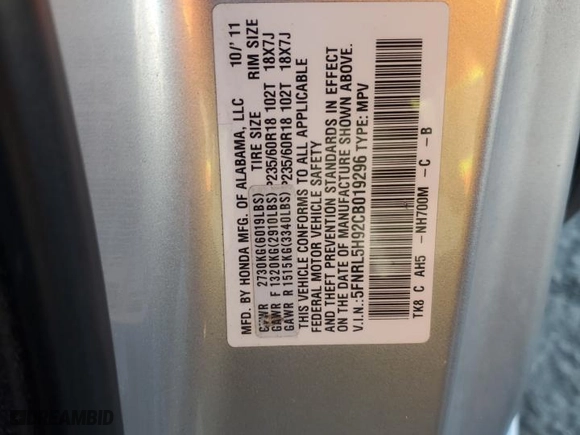 MFD. BY HONDA MFG. OF ALABAMA, LLC 10/'11
TIRE SIZE RIM SIZE
GVWR 2730KG(6019LBS)
GAWR F 1320KG(2910LBS) P235/60R18 102T 18X7J
GAWR R 1515KG(3340LBS) P235/60R18 102T 18X7J
THIS VEHICLE CONFORMS TO ALL APPLICABLE
FEDERAL MOTOR VEHICLE SAFETY
AND THEFT PREVENTION STANDARDS IN EFFECT
ON THE DATE OF MANUFACTURE SHOWN ABOVE.
V.I.N.:5FNRL5H92CB019296 TYPE: MPV
TK8 C AH5 -NH700M -C -B
DREAMBID